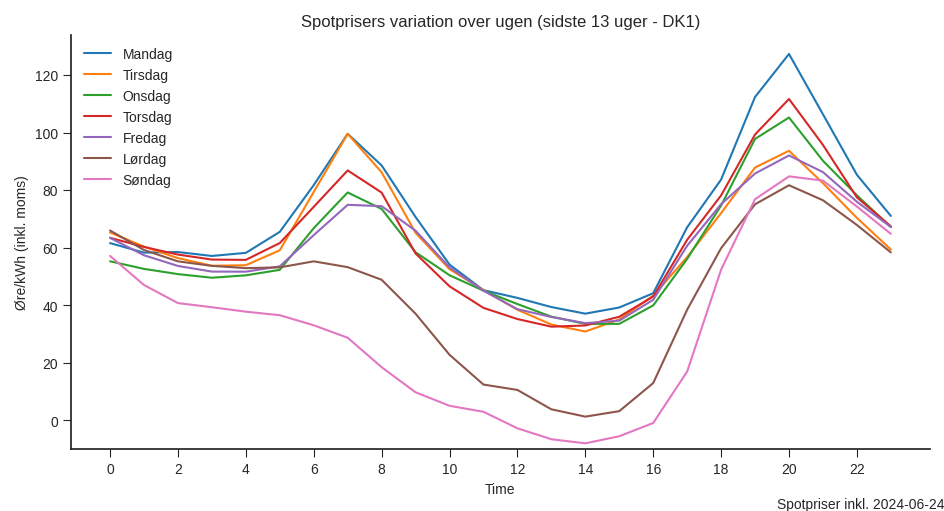 Spotprisers variation over ugen (sidste 13 uger - DK1)
Mandag
Tirsdag
Onsdag
Torsdag
Fredag
Lørdag
Søndag
Øre/kWh (inkl. moms)
120
100
80
60
40
20
0
0 2 4 6 8 10 12 14 16 18 20 22
Time
Spotpriser inkl. 2024-06-24